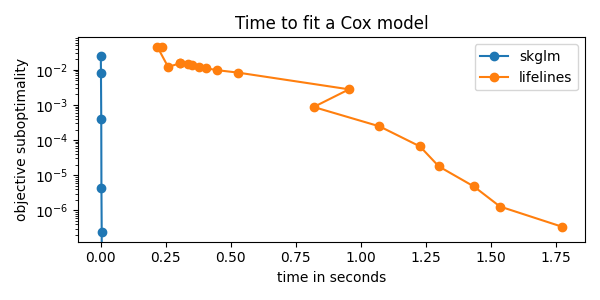 Time to fit a Cox model
objective suboptimality
10⁻²
10⁻³
10⁻⁴
10⁻⁵
10⁻⁶
skglm
lifelines
0.00 0.25 0.50 0.75 1.00 1.25 1.50 1.75
time in seconds